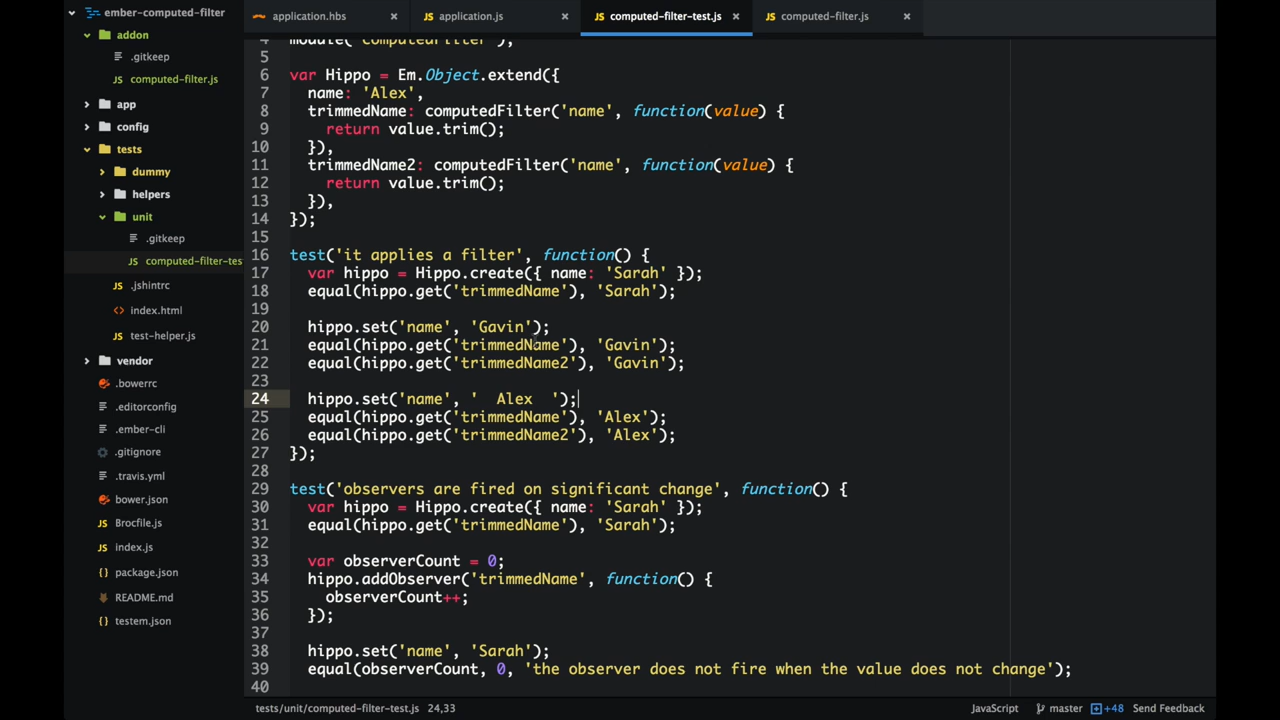 ember-computed-filter
addon
.gitkeep
computed-filter.js
app
config
tests
dummy
helpers
unit
.gitkeep
computed-filter-tes
.jshintrc
index.html
test-helper.js
vendor
.bowerrc
.editorconfig
.ember-cli
.gitignore
.travis.yml
bower.json
Brocfile.js
index.js
package.json
README.md
testem.json
application.hbs
application.js
computed-filter-test.js
computed-filter.js
4 module('ComputedFilter');
5
6 var Hippo = Em.Object.extend({
7   name: 'Alex',
8   trimmedName: computedFilter('name', function(value) {
9     return value.trim();
10   }),
11   trimmedName2: computedFilter('name', function(value) {
12     return value.trim();
13   }),
14 });
15
16 test('it applies a filter', function() {
17   var hippo = Hippo.create({ name: 'Sarah' });
18   equal(hippo.get('trimmedName'), 'Sarah');
19
20   hippo.set('name', 'Gavin');
21   equal(hippo.get('trimmedName'), 'Gavin');
22   equal(hippo.get('trimmedName2'), 'Gavin');
23
24   hippo.set('name', '  Alex  ');
25   equal(hippo.get('trimmedName'), 'Alex');
26   equal(hippo.get('trimmedName2'), 'Alex');
27 });
28
29 test('observers are fired on significant change', function() {
30   var hippo = Hippo.create({ name: 'Sarah' });
31   equal(hippo.get('trimmedName'), 'Sarah');
32
33   var observerCount = 0;
34   hippo.addObserver('trimmedName', function() {
35     observerCount++;
36   });
37
38   hippo.set('name', 'Sarah');
39   equal(observerCount, 0, 'the observer does not fire when the value does not change');
40
tests/unit/computed-filter-test.js 24,33
JavaScript master +48 Send Feedback